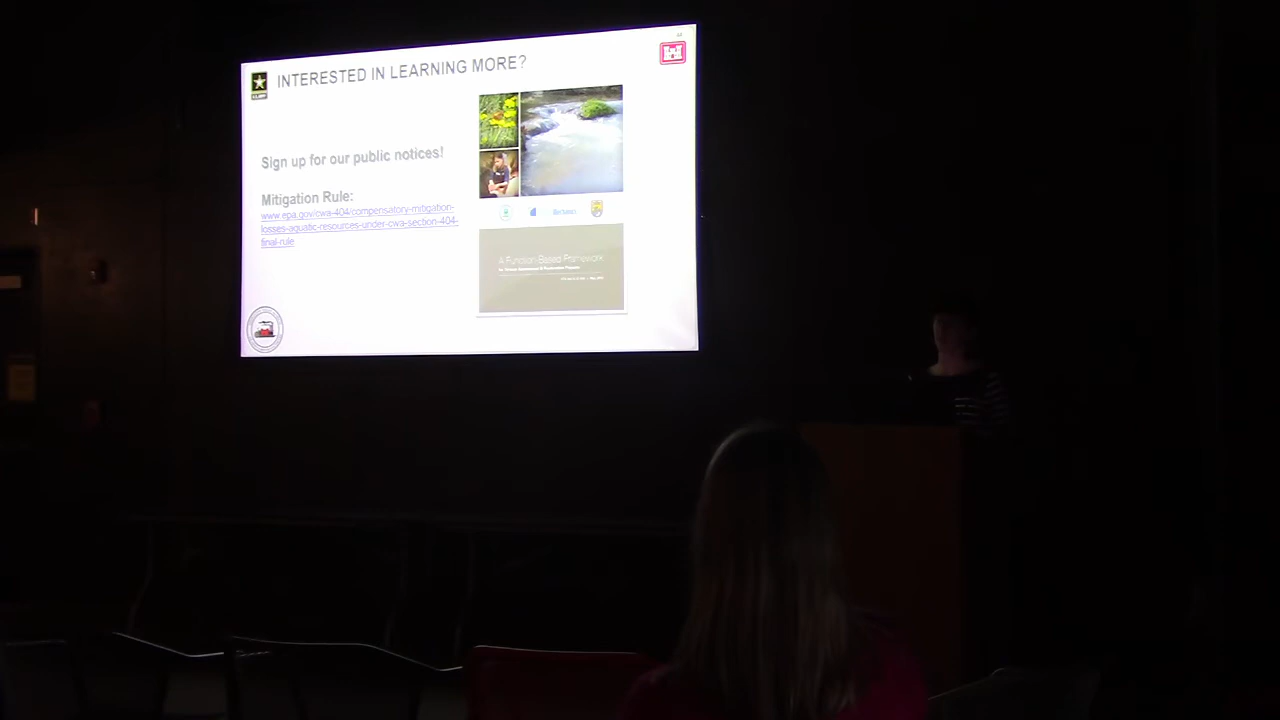 INTERESTED IN LEARNING MORE?
Sign up for our public notices!
Mitigation Rule:
www.epa.gov/cwa-404/compensatory-mitigation-
losses-aquatic-resources-under-cwa-section-404-
final-rule
A Function-Based Framework